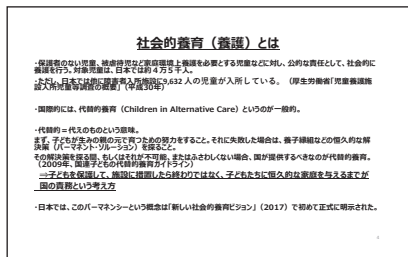 社会的養育（養護）とは
・保護者のない児童、被虐待児など家庭環境上養護を必要とする児童などに対し、公的な責任として、社会的に
養護を行う。対象児童は、日本では約４万５千人。
・ただし、日本では他に障害者入所施設に9,632 人の児童が入所している。（厚生労働省「児童養護施
設入所児童等調査の概要」（平成30年）
・国際的には、代替的養育（Children in Alternative Care）というのが一般的。
・代替的＝代えのものという意味。
まず、子どもが生みの親の元で育つための努力をすること。それに失敗した場合は、養子縁組などの恒久的な解
決策（パーマネント・ソルーション）を探ること。
その解決策を探る間、もしくはそれが不可能、またはふさわしくない場合、国が提供するべきなのが代替的養育。
（2009年、国連子どもの代替的養育ガイドライン）
⇒子どもを保護して、施設に措置したら終わりではなく、子どもたちに恒久的な家庭を与えるまでが
国の責務という考え方
・日本では、このパーマネンシーという概念は「新しい社会的養育ビジョン」（2017）で初めて正式に明示された。